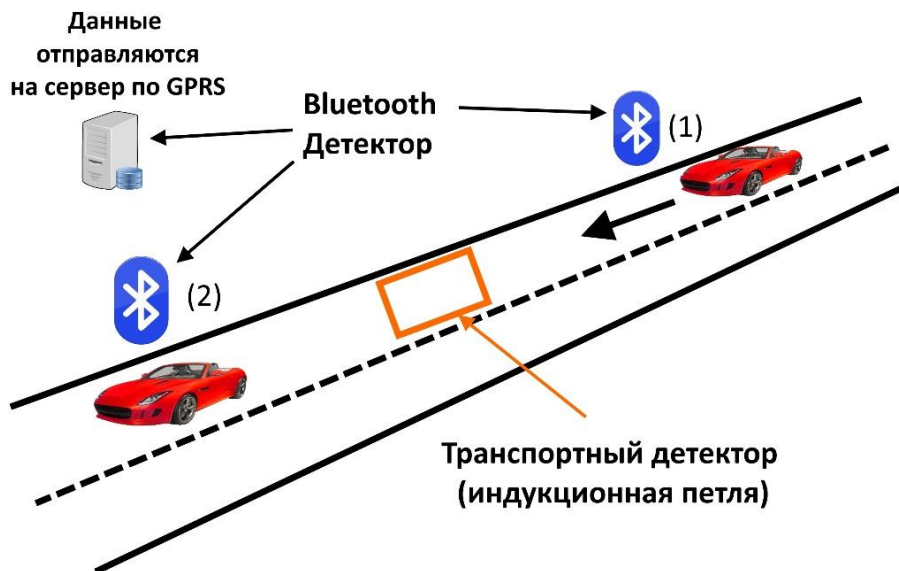 Данные
отправляются
на сервер по GPRS
Bluetooth
Детектор
(1)
(2)
Транспортный детектор
(индукционная петля)